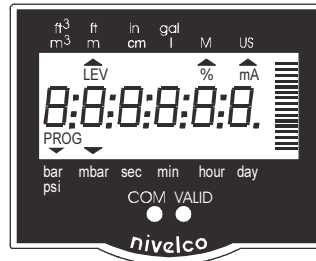 ft³ ft in gal
m³ m cm l M US
LEV % mA
8:8:8:8:8:8.
PROG
bar mbar sec min hour day
psi
COM VALID
nivelco